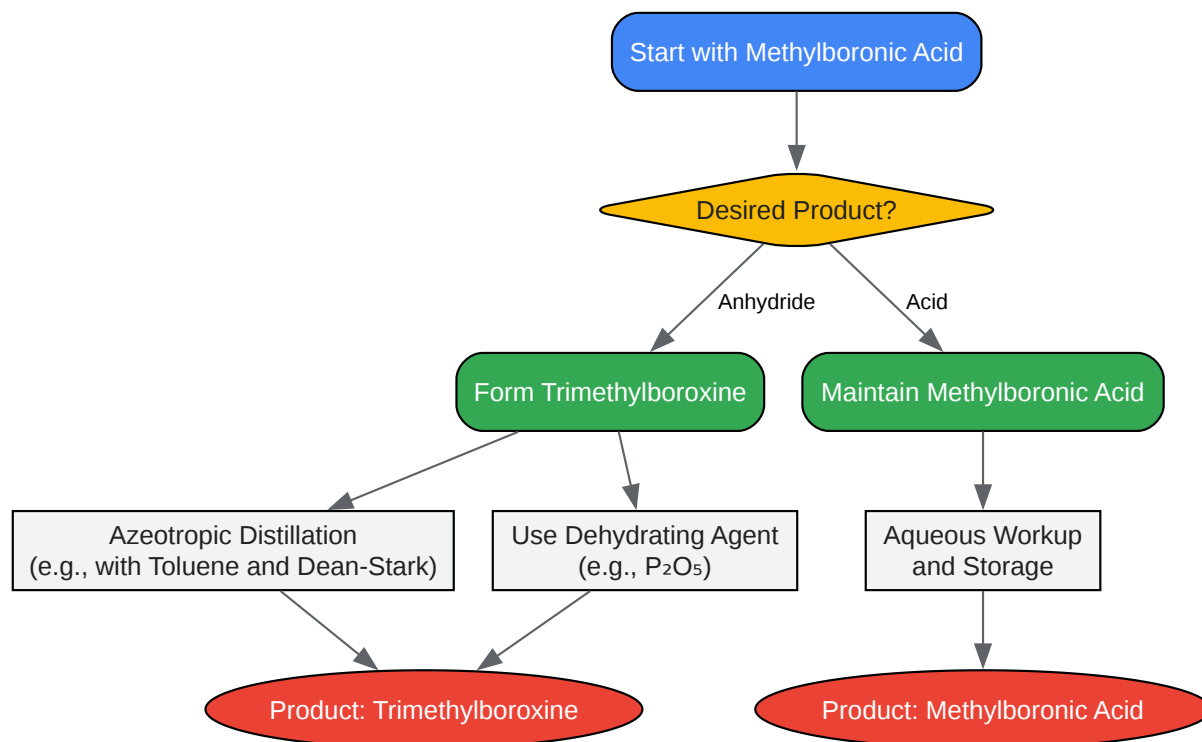 Start with Methylboronic Acid
Desired Product?
Anhydride
Acid
Form Trimethylboroxine
Maintain Methylboronic Acid
Azeotropic Distillation
(e.g., with Toluene and Dean-Stark)
Use Dehydrating Agent
(e.g., P₂O₅)
Aqueous Workup
and Storage
Product: Trimethylboroxine
Product: Methylboronic Acid